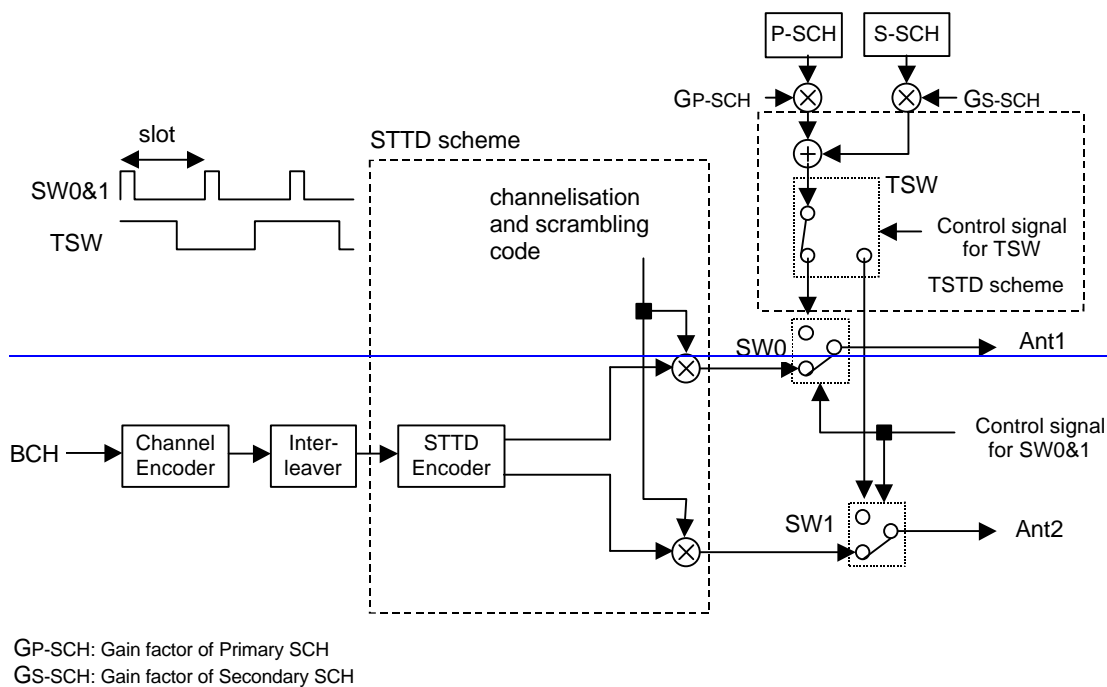 P-SCH
S-SCH
GP-SCH
GS-SCH
slot
STTD scheme
SW0&1
TSW
channelisation
and scrambling
code
TSW
Control signal
for TSW
TSTD scheme
SW0
Ant1
BCH
Channel
Encoder
Inter-
leaver
STTD
Encoder
Control signal
for SW0&1
SW1
Ant2
GP-SCH: Gain factor of Primary SCH
GS-SCH: Gain factor of Secondary SCH